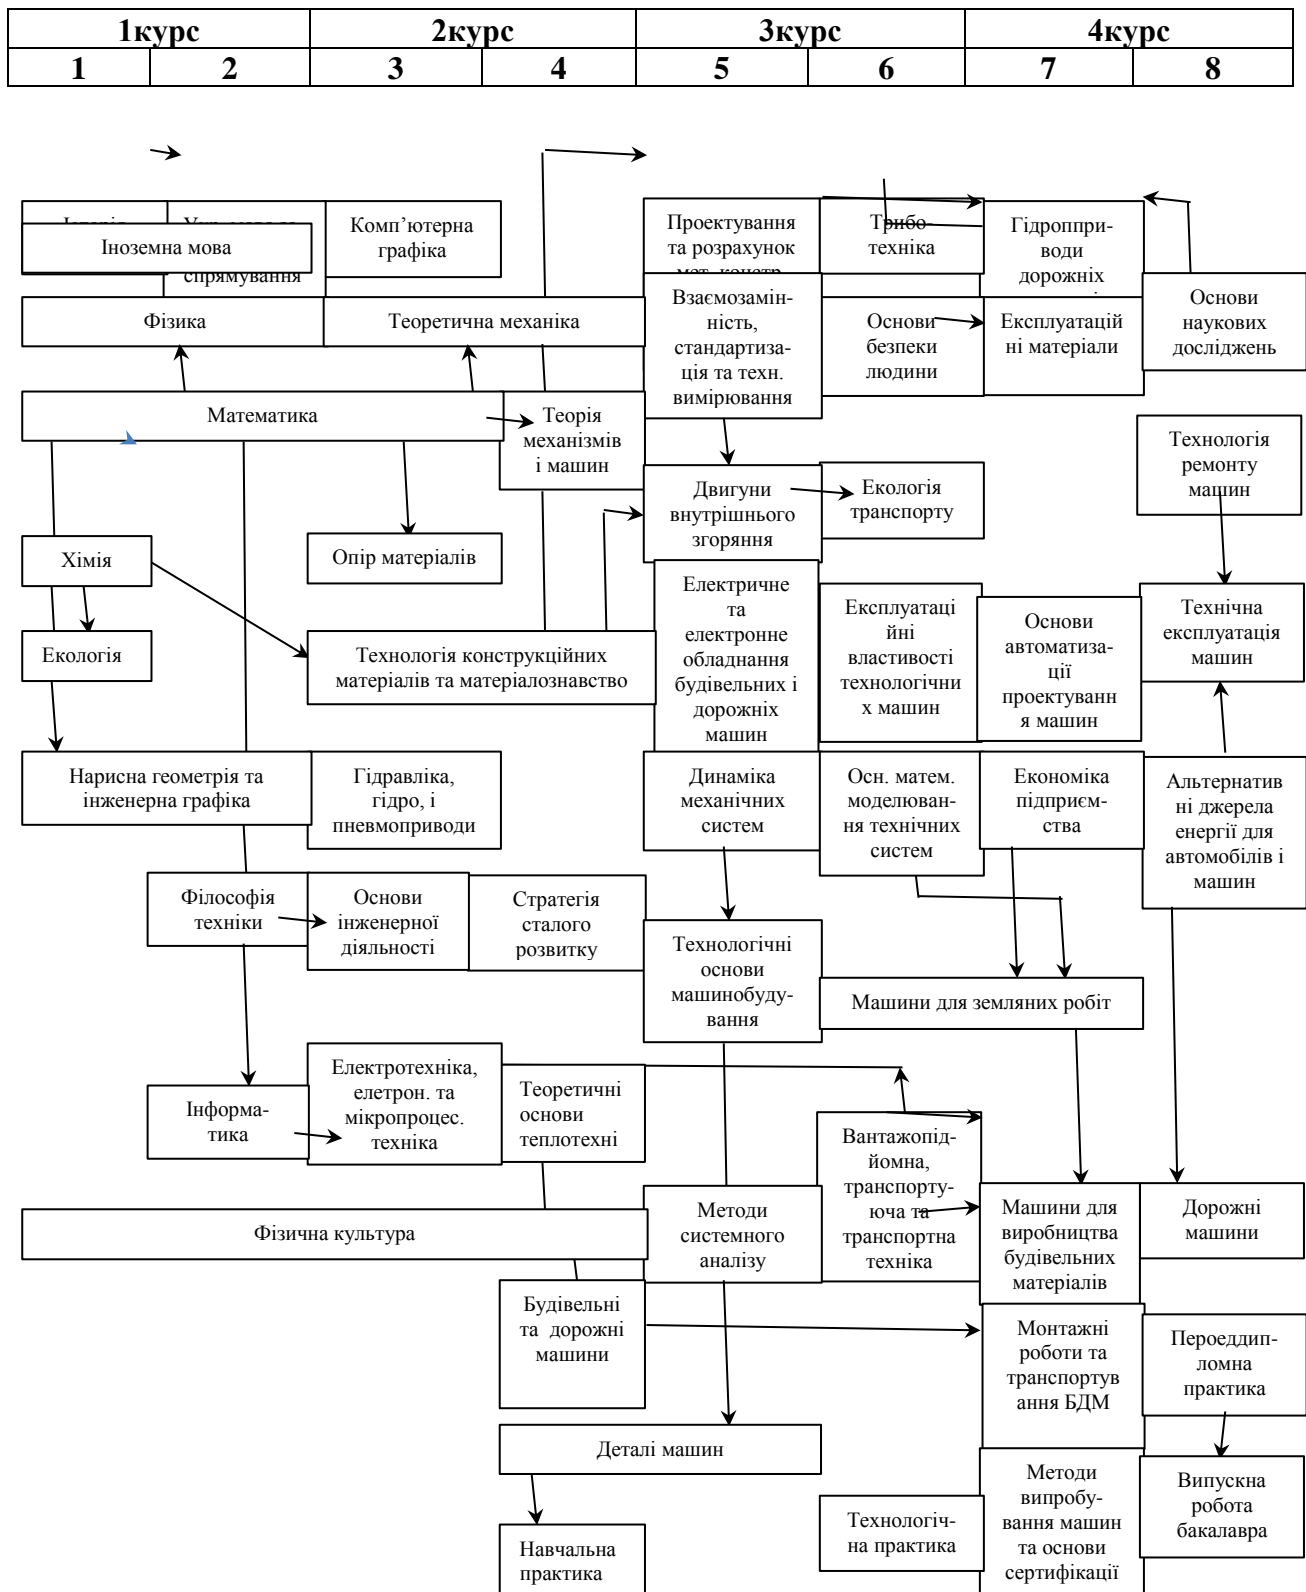 1курс
2курс
3курс
4курс
1
2
3
4
5
6
7
8
Іноземна мова
спрямування
Комп’ютерна
графіка
Проектування
та розрахунок
мет. констр.
Трибо-
техніка
Гідропри-
води
дорожніх
Фізика
Теоретична механіка
Взаємозамін-
ність,
стандартиза-
ція та техн.
вимірювання
Основи
безпеки
людини
Експлуатацій
ні матеріали
Основи
наукових
досліджень
Математика
Теорія
механізмів
і машин
Технологія
ремонту
машин
Двигуни
внутрішнього
згоряння
Екологія
транспорту
Хімія
Опір матеріалів
Екологія
Технологія конструкційних
матеріалів та матеріалознавство
Електричне
та
електронне
обладнання
будівельних і
дорожніх
машин
Експлуатаці
йні
властивості
технологічни
х машин
Основи
автоматиза-
ції
проектуванн
я машин
Технічна
експлуатація
машин
Нарисна геометрія та
інженерна графіка
Гідравліка,
гідро, і
пневмоприводи
Динаміка
механічних
систем
Осн. матем.
моделюван-
ня технічних
систем
Економіка
підприєм-
ства
Альтернатив
ні джерела
енергії для
автомобілів і
машин
Філософія
техніки
Основи
інженерної
діяльності
Стратегія
сталого
розвитку
Технологічні
основи
машинобуду-
вання
Машини для земляних робіт
Інформа-
тика
Електротехніка,
елетрон. та
мікропроцес.
техніка
Теоретичні
основи
теплотехні
Вантажопід-
йомна,
транспорту-
юча та
транспортна
техніка
Фізична культура
Методи
системного
аналізу
Машини для
виробництва
будівельних
матеріалів
Дорожні
машини
Будівельні
та дорожні
машини
Монтажні
роботи та
транспортув
ання БДМ
Пероеддип-
ломна
практика
Деталі машин
Навчальна
практика
Технологіч-
на практика
Методи
випробу-
вання машин
та основи
сертифікації
Випускна
робота
бакалавра